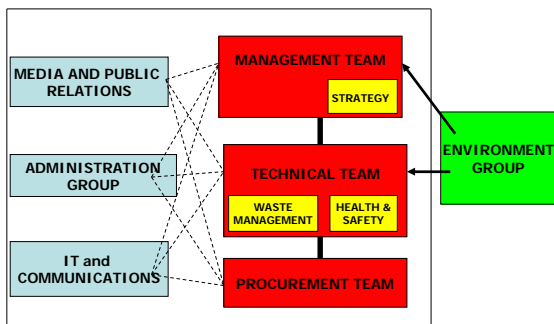 MEDIA AND PUBLIC
RELATIONS
ADMINISTRATION
GROUP
IT and
COMMUNICATIONS
MANAGEMENT TEAM
STRATEGY
TECHNICAL TEAM
WASTE
MANAGEMENT
HEALTH &
SAFETY
PROCUREMENT TEAM
ENVIRONMENT
GROUP